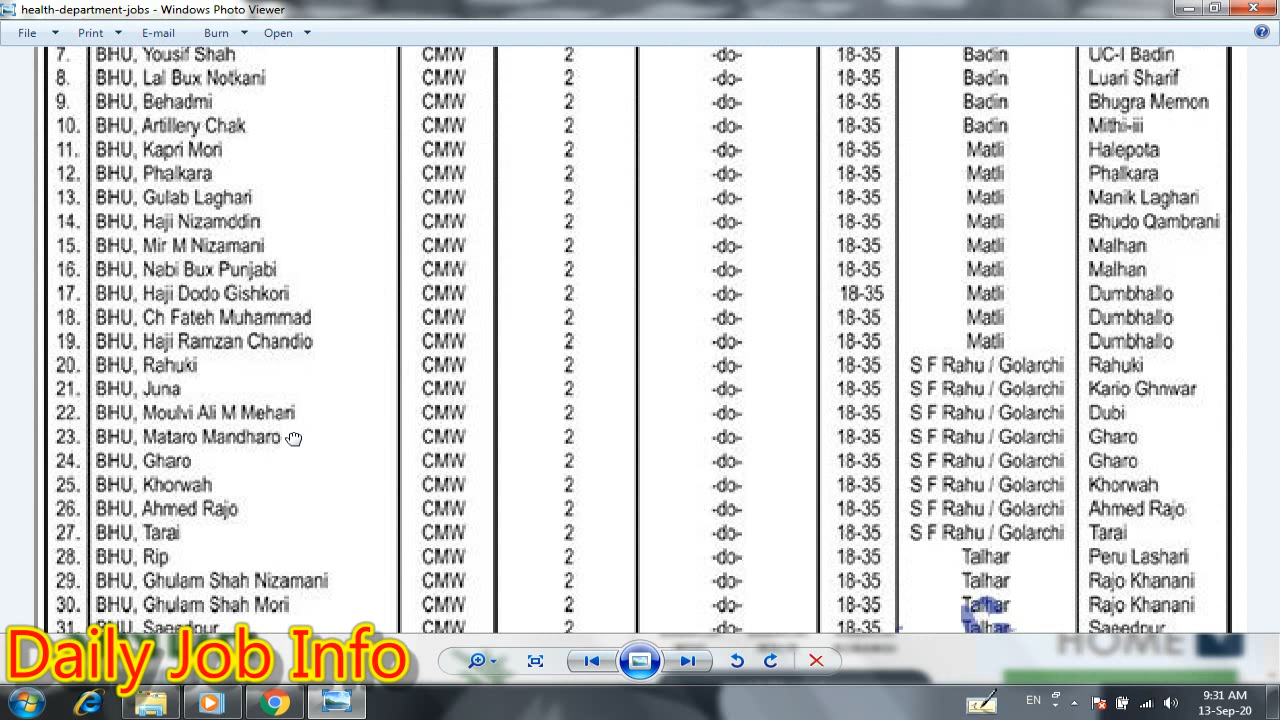 health-department-jobs - Windows Photo Viewer
File Print E-mail Burn Open
7. BHU, Yousif Shah CMW 2 -do- 18-35 Badin UC-I Badin
8. BHU, Lal Bux Notkani CMW 2 -do- 18-35 Badin Luari Sharif
9. BHU, Behadmi CMW 2 -do- 18-35 Badin Bhugra Memon
10. BHU, Artillery Chak CMW 2 -do- 18-35 Badin Mithi-iii
11. BHU, Kapri Mori CMW 2 -do- 18-35 Matli Halepota
12. BHU, Phalkara CMW 2 -do- 18-35 Matli Phalkara
13. BHU, Gulab Laghari CMW 2 -do- 18-35 Matli Manik Laghari
14. BHU, Haji Nizamddin CMW 2 -do- 18-35 Matli Bhudo Qambrani
15. BHU, Mir M Nizamani CMW 2 -do- 18-35 Matli Malhan
16. BHU, Nabi Bux Punjabi CMW 2 -do- 18-35 Matli Malhan
17. BHU, Haji Dodo Gishkori CMW 2 -do- 18-35 Matli Dumbhallo
18. BHU, Ch Fateh Muhammad CMW 2 -do- 18-35 Matli Dumbhallo
19. BHU, Haji Ramzan Chandio CMW 2 -do- 18-35 Matli Dumbhallo
20. BHU, Rahuki CMW 2 -do- 18-35 S F Rahu / Golarchi Rahuki
21. BHU, Juna CMW 2 -do- 18-35 S F Rahu / Golarchi Kario Ghnwar
22. BHU, Moulvi Ali M Mehari CMW 2 -do- 18-35 S F Rahu / Golarchi Dubi
23. BHU, Mataro Mandharo CMW 2 -do- 18-35 S F Rahu / Golarchi Gharo
24. BHU, Gharo CMW 2 -do- 18-35 S F Rahu / Golarchi Gharo
25. BHU, Khorwah CMW 2 -do- 18-35 S F Rahu / Golarchi Khorwah
26. BHU, Ahmed Rajo CMW 2 -do- 18-35 S F Rahu / Golarchi Ahmed Rajo
27. BHU, Tarai CMW 2 -do- 18-35 S F Rahu / Golarchi Tarai
28. BHU, Rip CMW 2 -do- 18-35 Talhar Peru Lashari
29. BHU, Ghulam Shah Nizamani CMW 2 -do- 18-35 Talhar Rajo Khanani
30. BHU, Ghulam Shah Mori CMW 2 -do- 18-35 Talhar Rajo Khanani
31. BHU, Saeedpur CMW 2 -do- 18-35 Talhar Saeedpur
HOME
Daily Job Info
EN
9:31 AM
13-Sep-20